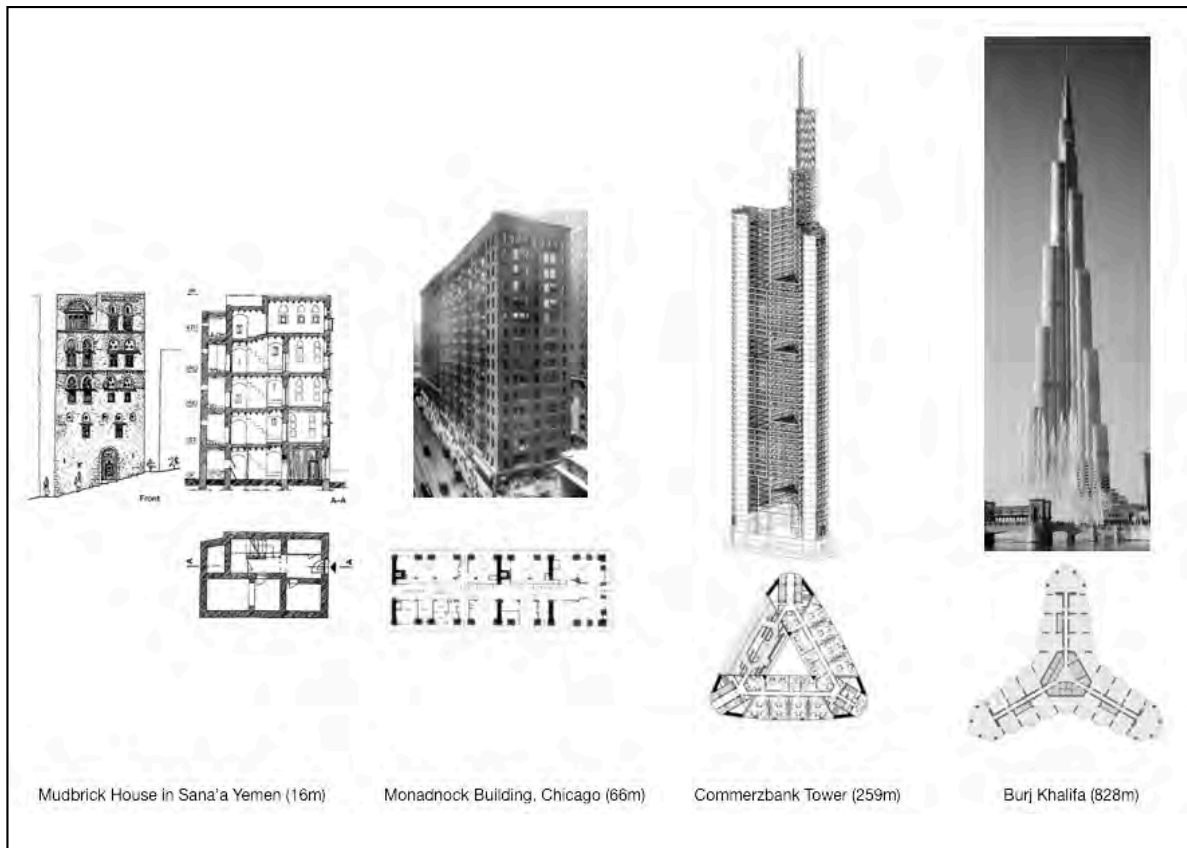 Front
A–A
A
A
Mudbrick House in Sana'a Yemen (16m)
Monadnock Building, Chicago (66m)
Commerzbank Tower (259m)
Burj Khalifa (828m)